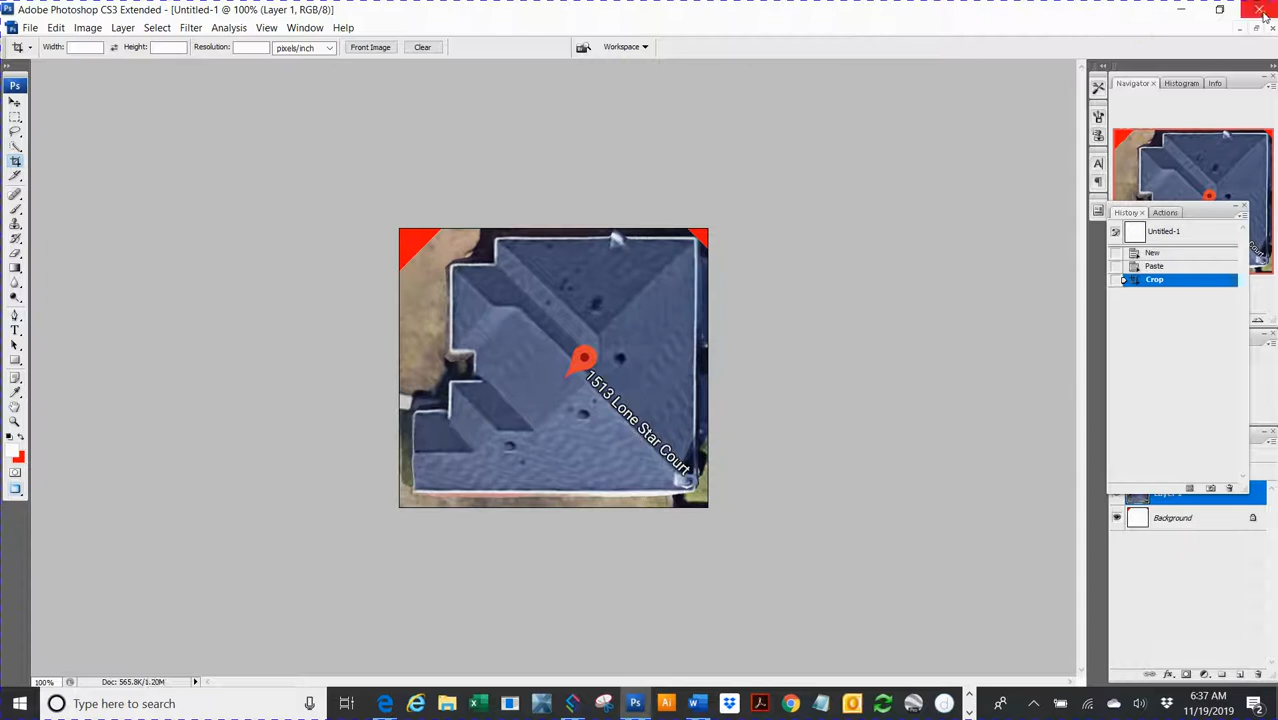 Adobe Photoshop CS3 Extended - [Untitled-1 @ 100% (Layer 1, RGB/8)]
File Edit Image Layer Select Filter Analysis View Window Help
Width: Height: Resolution: pixels/inch Front Image Clear Workspace
Ps
Navigator Histogram Info
History Actions
Untitled-1
New
Paste
Crop
1513 Lone Star Court
Background
100% Doc: 565.8K/1.20M
Type here to search
6:37 AM
11/19/2019